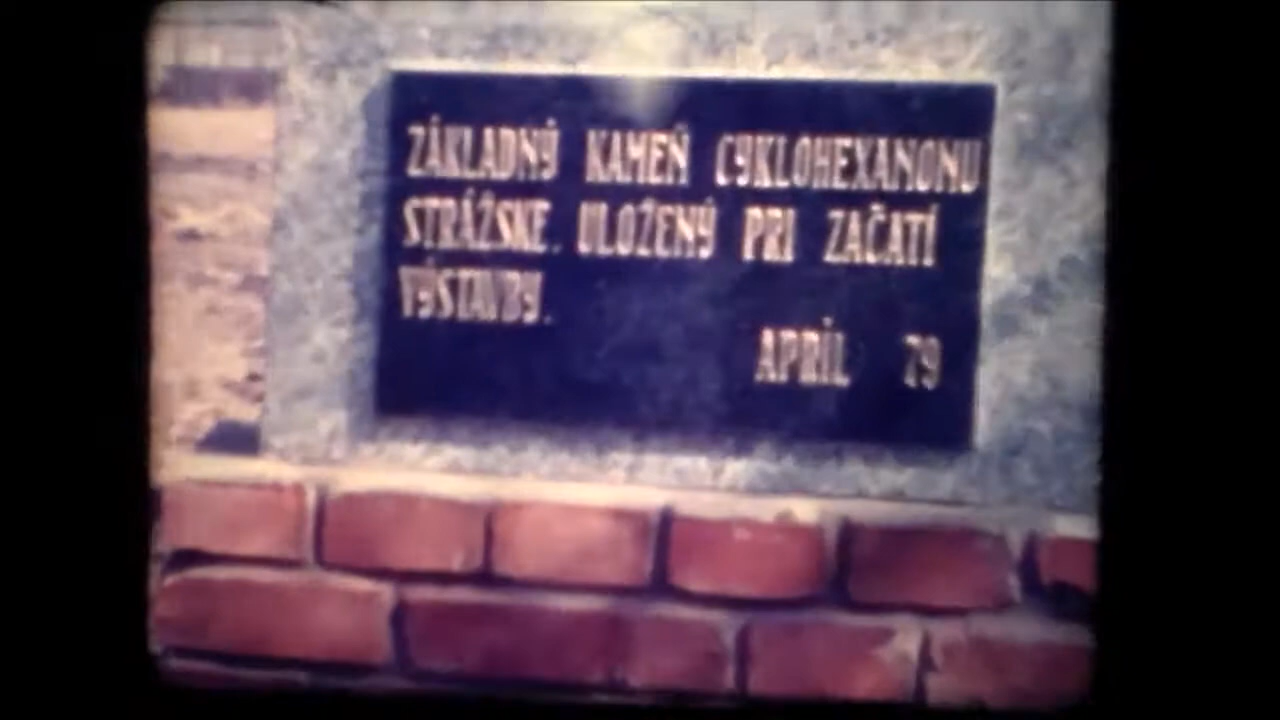 ZÁKLADNÝ KAMEŇ CYKLOHEXANONU
STRÁŽSKE. ULOŽENÝ PRI ZAČATÍ
VÝSTAVBY.
APRÍL 79